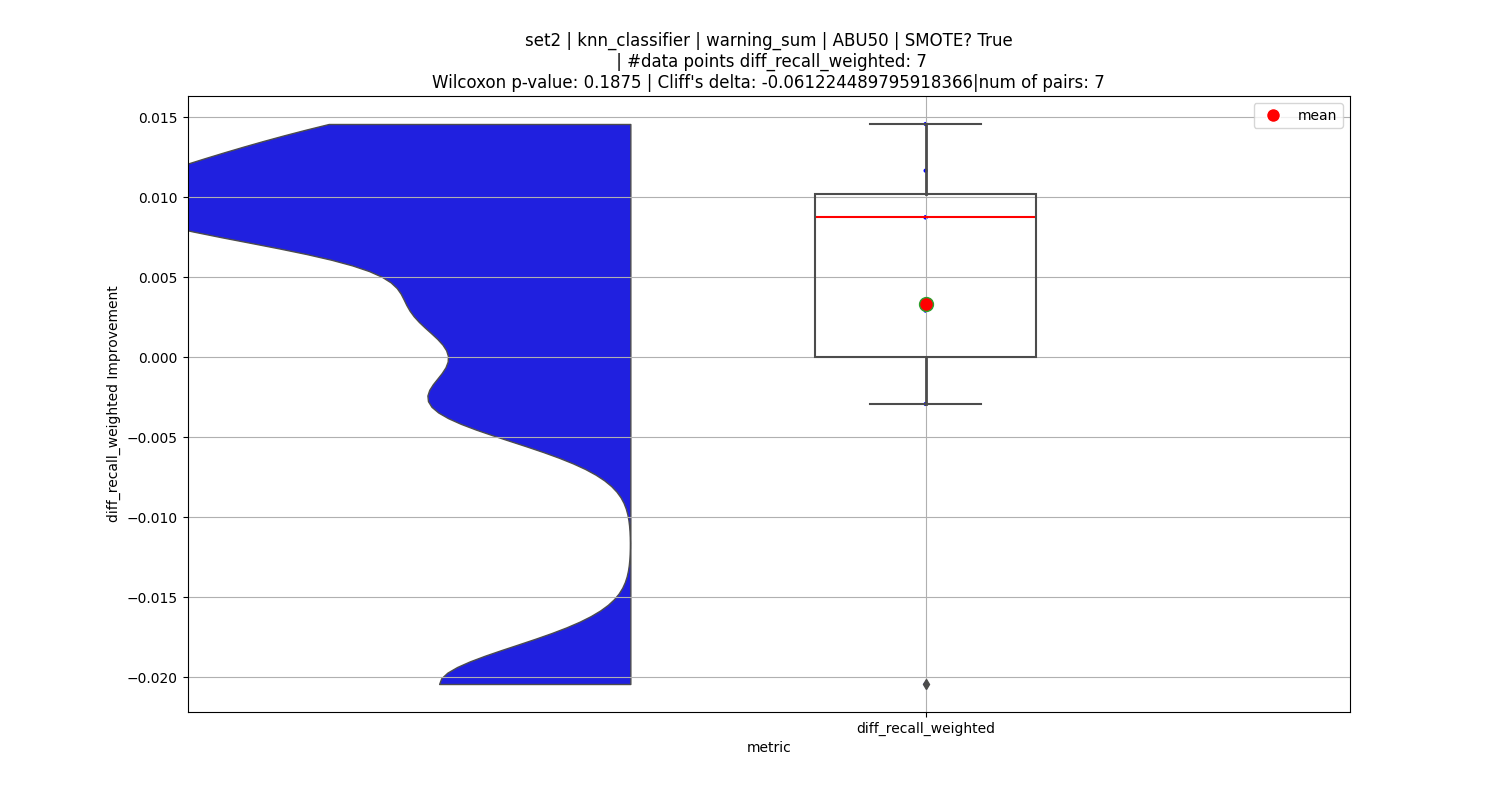 set2 | knn_classifier | warning_sum | ABU50 | SMOTE? True
| #data points diff_recall_weighted: 7
Wilcoxon p-value: 0.1875 | Cliff's delta: -0.061224489795918366|num of pairs: 7
mean
0.015
0.010
0.005
0.000
−0.005
−0.010
−0.015
−0.020
diff_recall_weighted Improvement
diff_recall_weighted
metric